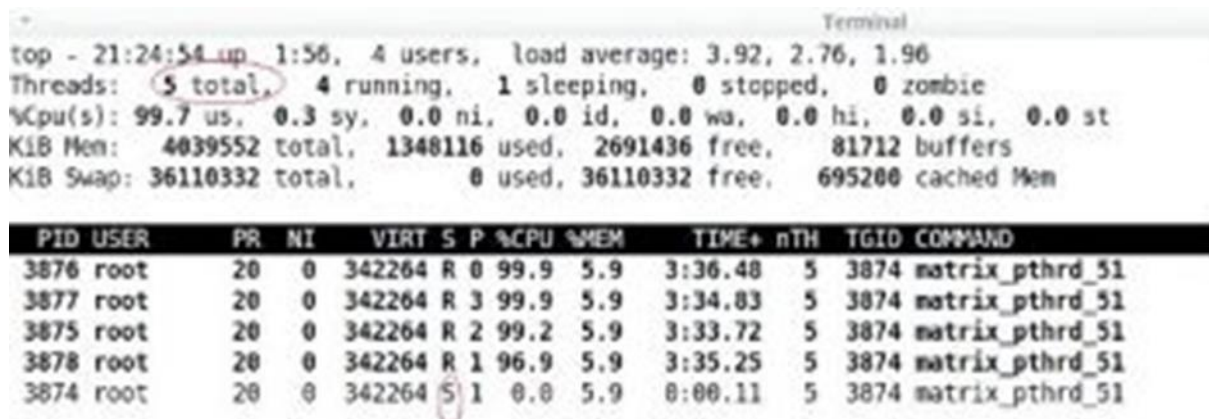 Terminal
top - 21:24:54 up 1:56, 4 users, load average: 3.92, 2.76, 1.96
Threads: 5 total, 4 running, 1 sleeping, 0 stopped, 0 zombie
%Cpu(s): 99.7 us, 0.3 sy, 0.0 ni, 0.0 id, 0.0 wa, 0.0 hi, 0.0 si, 0.0 st
KiB Mem: 4039552 total, 1348116 used, 2691436 free, 81712 buffers
KiB Swap: 36110332 total, 0 used, 36110332 free, 695200 cached Mem
PID USER PR NI VIRT S P %CPU %MEM TIME+ nTH TGID COMMAND
3876 root 20 0 342264 R 0 99.9 5.9 3:36.48 5 3874 matrix_pthrd_51
3877 root 20 0 342264 R 3 99.9 5.9 3:34.83 5 3874 matrix_pthrd_51
3875 root 20 0 342264 R 2 99.2 5.9 3:33.72 5 3874 matrix_pthrd_51
3878 root 20 0 342264 R 1 96.9 5.9 3:35.25 5 3874 matrix_pthrd_51
3874 root 20 0 342264 S 1 0.0 5.9 0:00.11 5 3874 matrix_pthrd_51